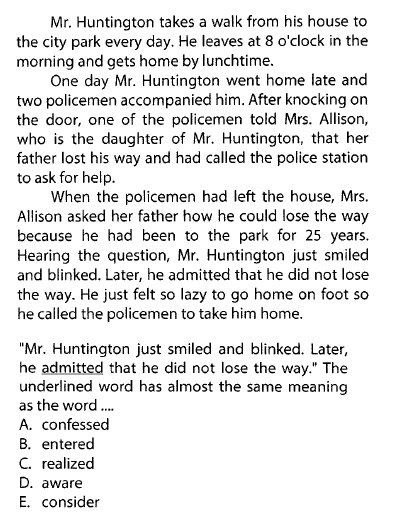 Mr. Huntington takes a walk from his house to
the city park every day. He leaves at 8 o'clock in the
morning and gets home by lunchtime.
One day Mr. Huntington went home late and
two policemen accompanied him. After knocking on
the door, one of the policemen told Mrs. Allison,
who is the daughter of Mr. Huntington, that her
father lost his way and had called the police station
to ask for help.
When the policemen had left the house, Mrs.
Allison asked her father how he could lose the way
because he had been to the park for 25 years.
Hearing the question, Mr. Huntington just smiled
and blinked. Later, he admitted that he did not lose
the way. He just felt so lazy to go home on foot so
he called the policemen to take him home.
"Mr. Huntington just smiled and blinked. Later,
he admitted that he did not lose the way." The
underlined word has almost the same meaning
as the word ....
A. confessed
B. entered
C. realized
D. aware
E. consider